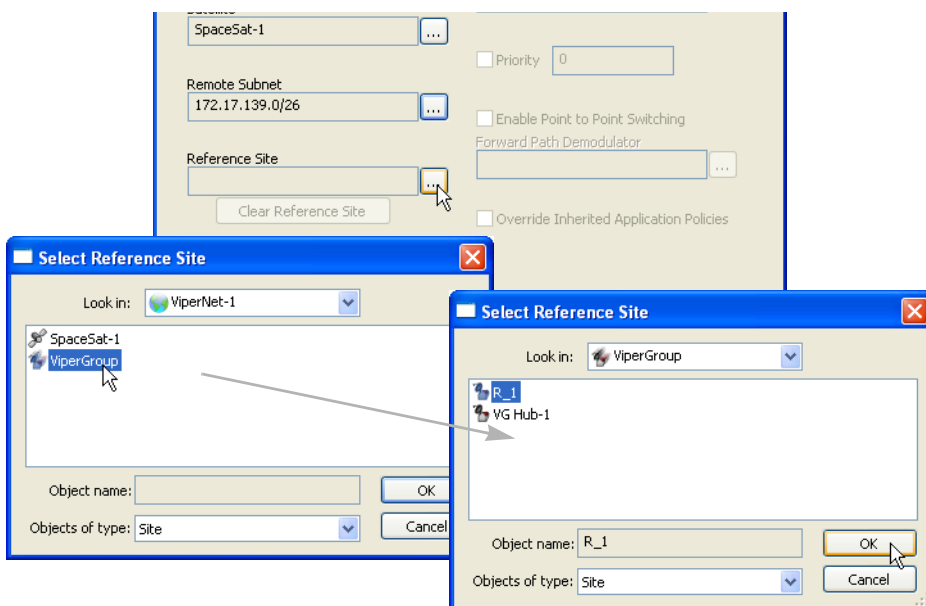 Satellite
SpaceSat-1
...
Priority
0
Remote Subnet
172.17.139.0/26
...
Enable Point to Point Switching
Forward Path Demodulator
...
Reference Site
...
Clear Reference Site
Override Inherited Application Policies
Select Reference Site
Look in:
ViperNet-1
SpaceSat-1
ViperGroup
Object name:
OK
Objects of type:
Site
Cancel
Select Reference Site
Look in:
ViperGroup
R_1
VG Hub-1
Object name:
R_1
OK
Objects of type:
Site
Cancel